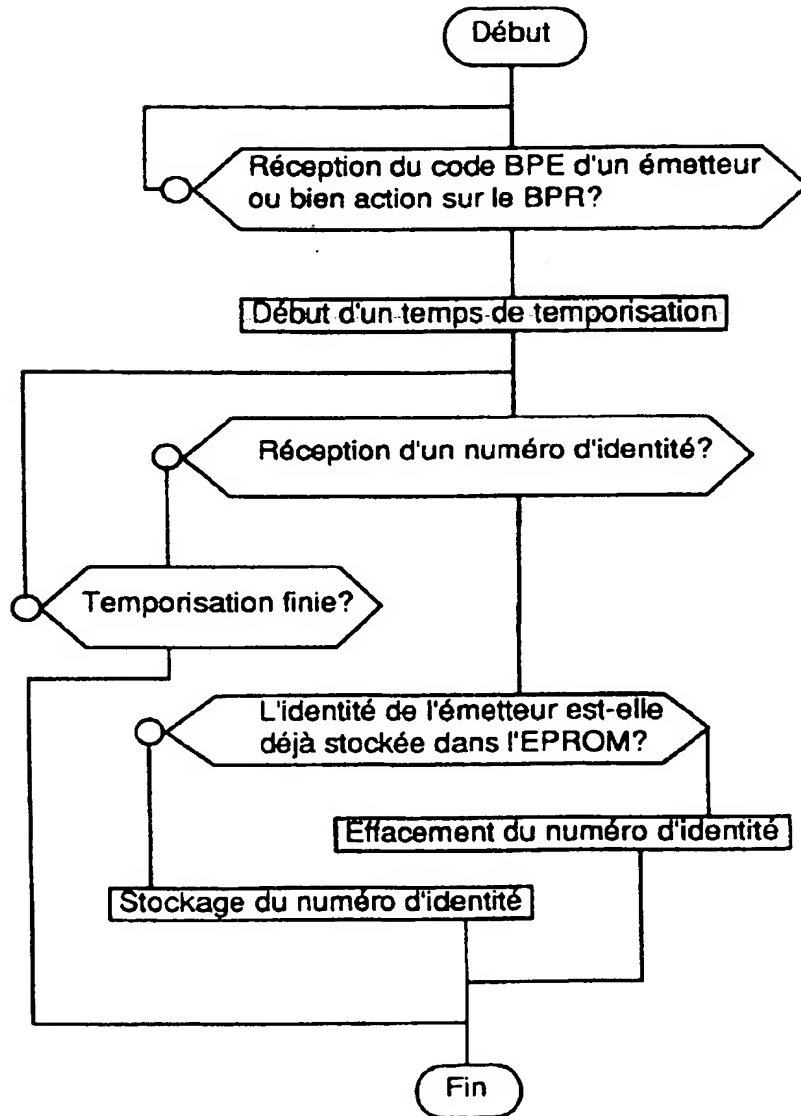 Début
Réception du code BPE d'un émetteur
ou bien action sur le BPR?
Début d'un temps de temporisation
Réception d'un numéro d'identité?
Temporisation finie?
L'identité de l'émetteur est-elle
déjà stockée dans l'EPROM?
Effacement du numéro d'identité
Stockage du numéro d'identité
Fin